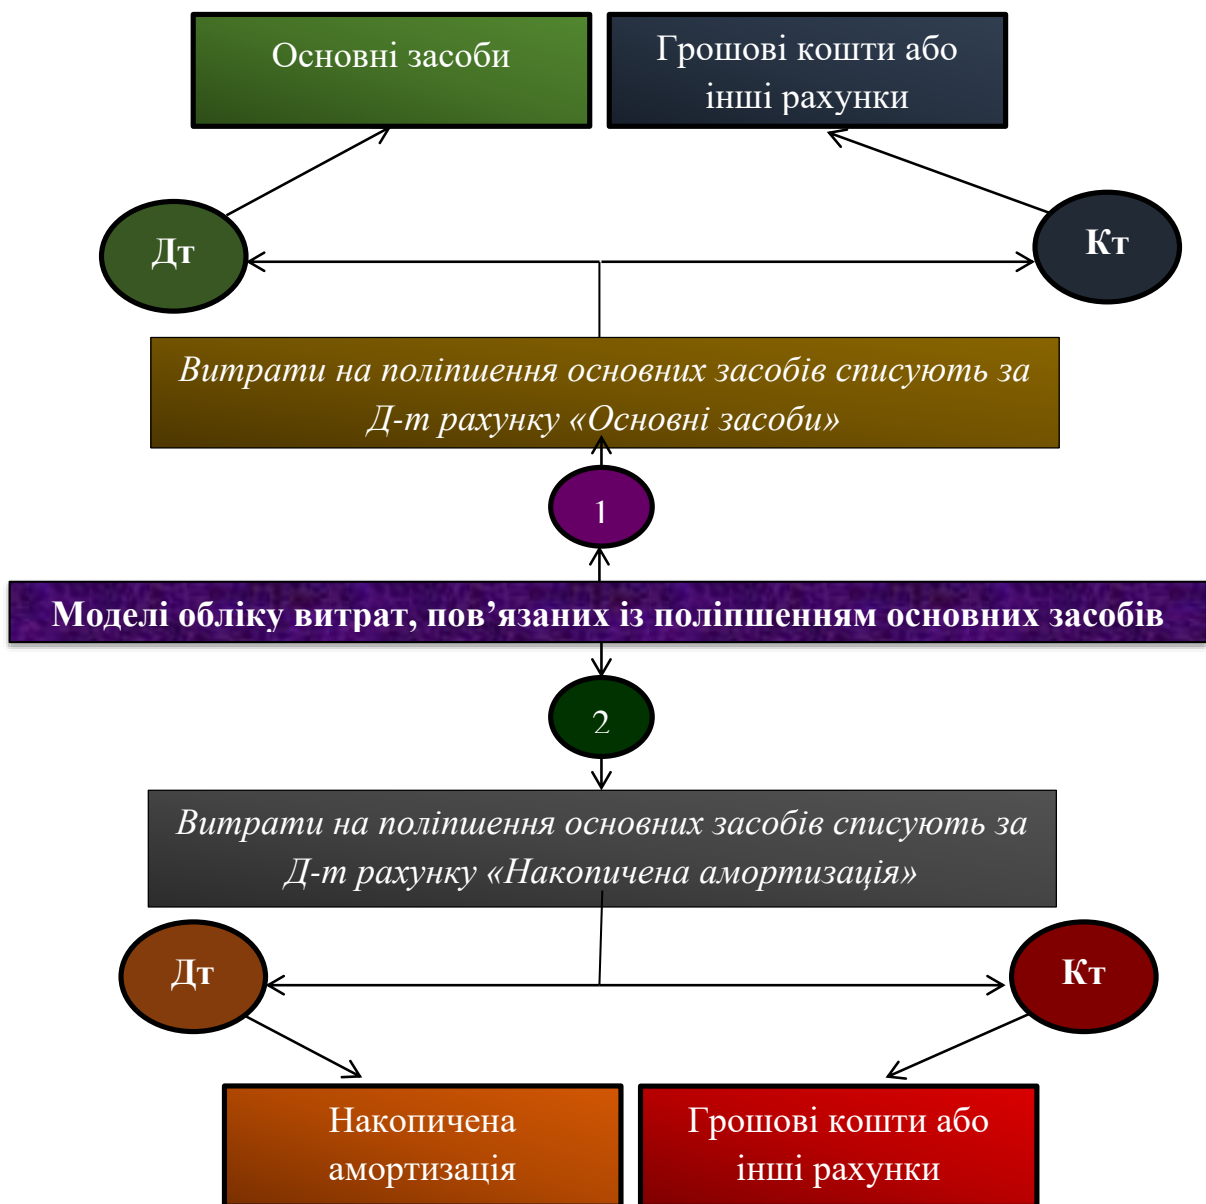 Основні засоби
Грошові кошти або
інші рахунки
Дт
Кт
Витрати на поліпшення основних засобів списують за
Д-т рахунку «Основні засоби»
1
Моделі обліку витрат, пов’язаних із поліпшенням основних засобів
2
Витрати на поліпшення основних засобів списують за
Д-т рахунку «Накопичена амортизація»
Дт
Кт
Накопичена
амортизація
Грошові кошти або
інші рахунки